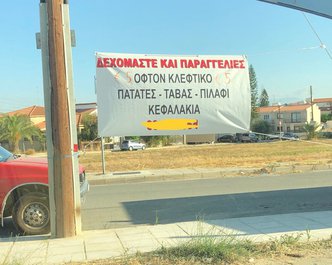 ΔΕΧΟΜΑΣΤΕ ΚΑΙ ΠΑΡΑΓΓΕΛΙΕΣ
ΟΦΤΟΝ ΚΛΕΦΤΙΚΟ
ΠΑΤΑΤΕΣ - ΤΑΒΑΣ - ΠΙΛΑΦΙ
ΚΕΦΑΛΑΚΙΑ